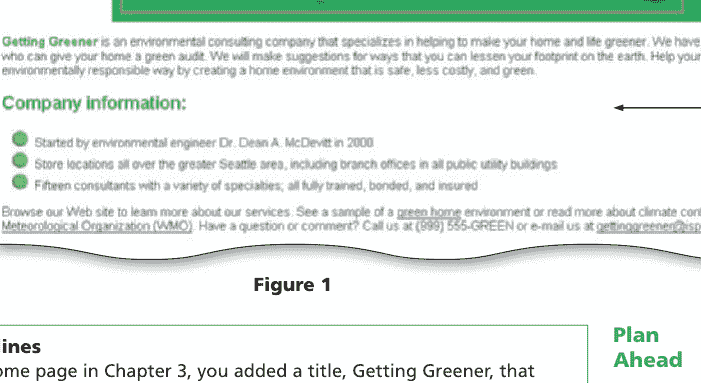 Getting Greener is an environmental consulting company that specializes in helping to make your home and life greener. We have
who can give your home a green audit. We will make suggestions for ways that you can lessen your footprint on the earth. Help your
environmentally responsible way by creating a home environment that is safe, less costly, and green.
Company information:
Started by environmental engineer Dr. Dean A. McDevitt in 2000
Store locations all over the greater Seattle area, including branch offices in all public utility buildings
Fifteen consultants with a variety of specialties; all fully trained, bonded, and insured
Browse our Web site to learn more about our services. See a sample of a green home environment or read more about climate con
Meteorological Organization (WMO). Have a question or comment? Call us at (999) 555-GREEN or e-mail us at gettinggreener@isp
Figure 1
lines
Plan
Ahead
ome page in Chapter 3, you added a title, Getting Greener, that